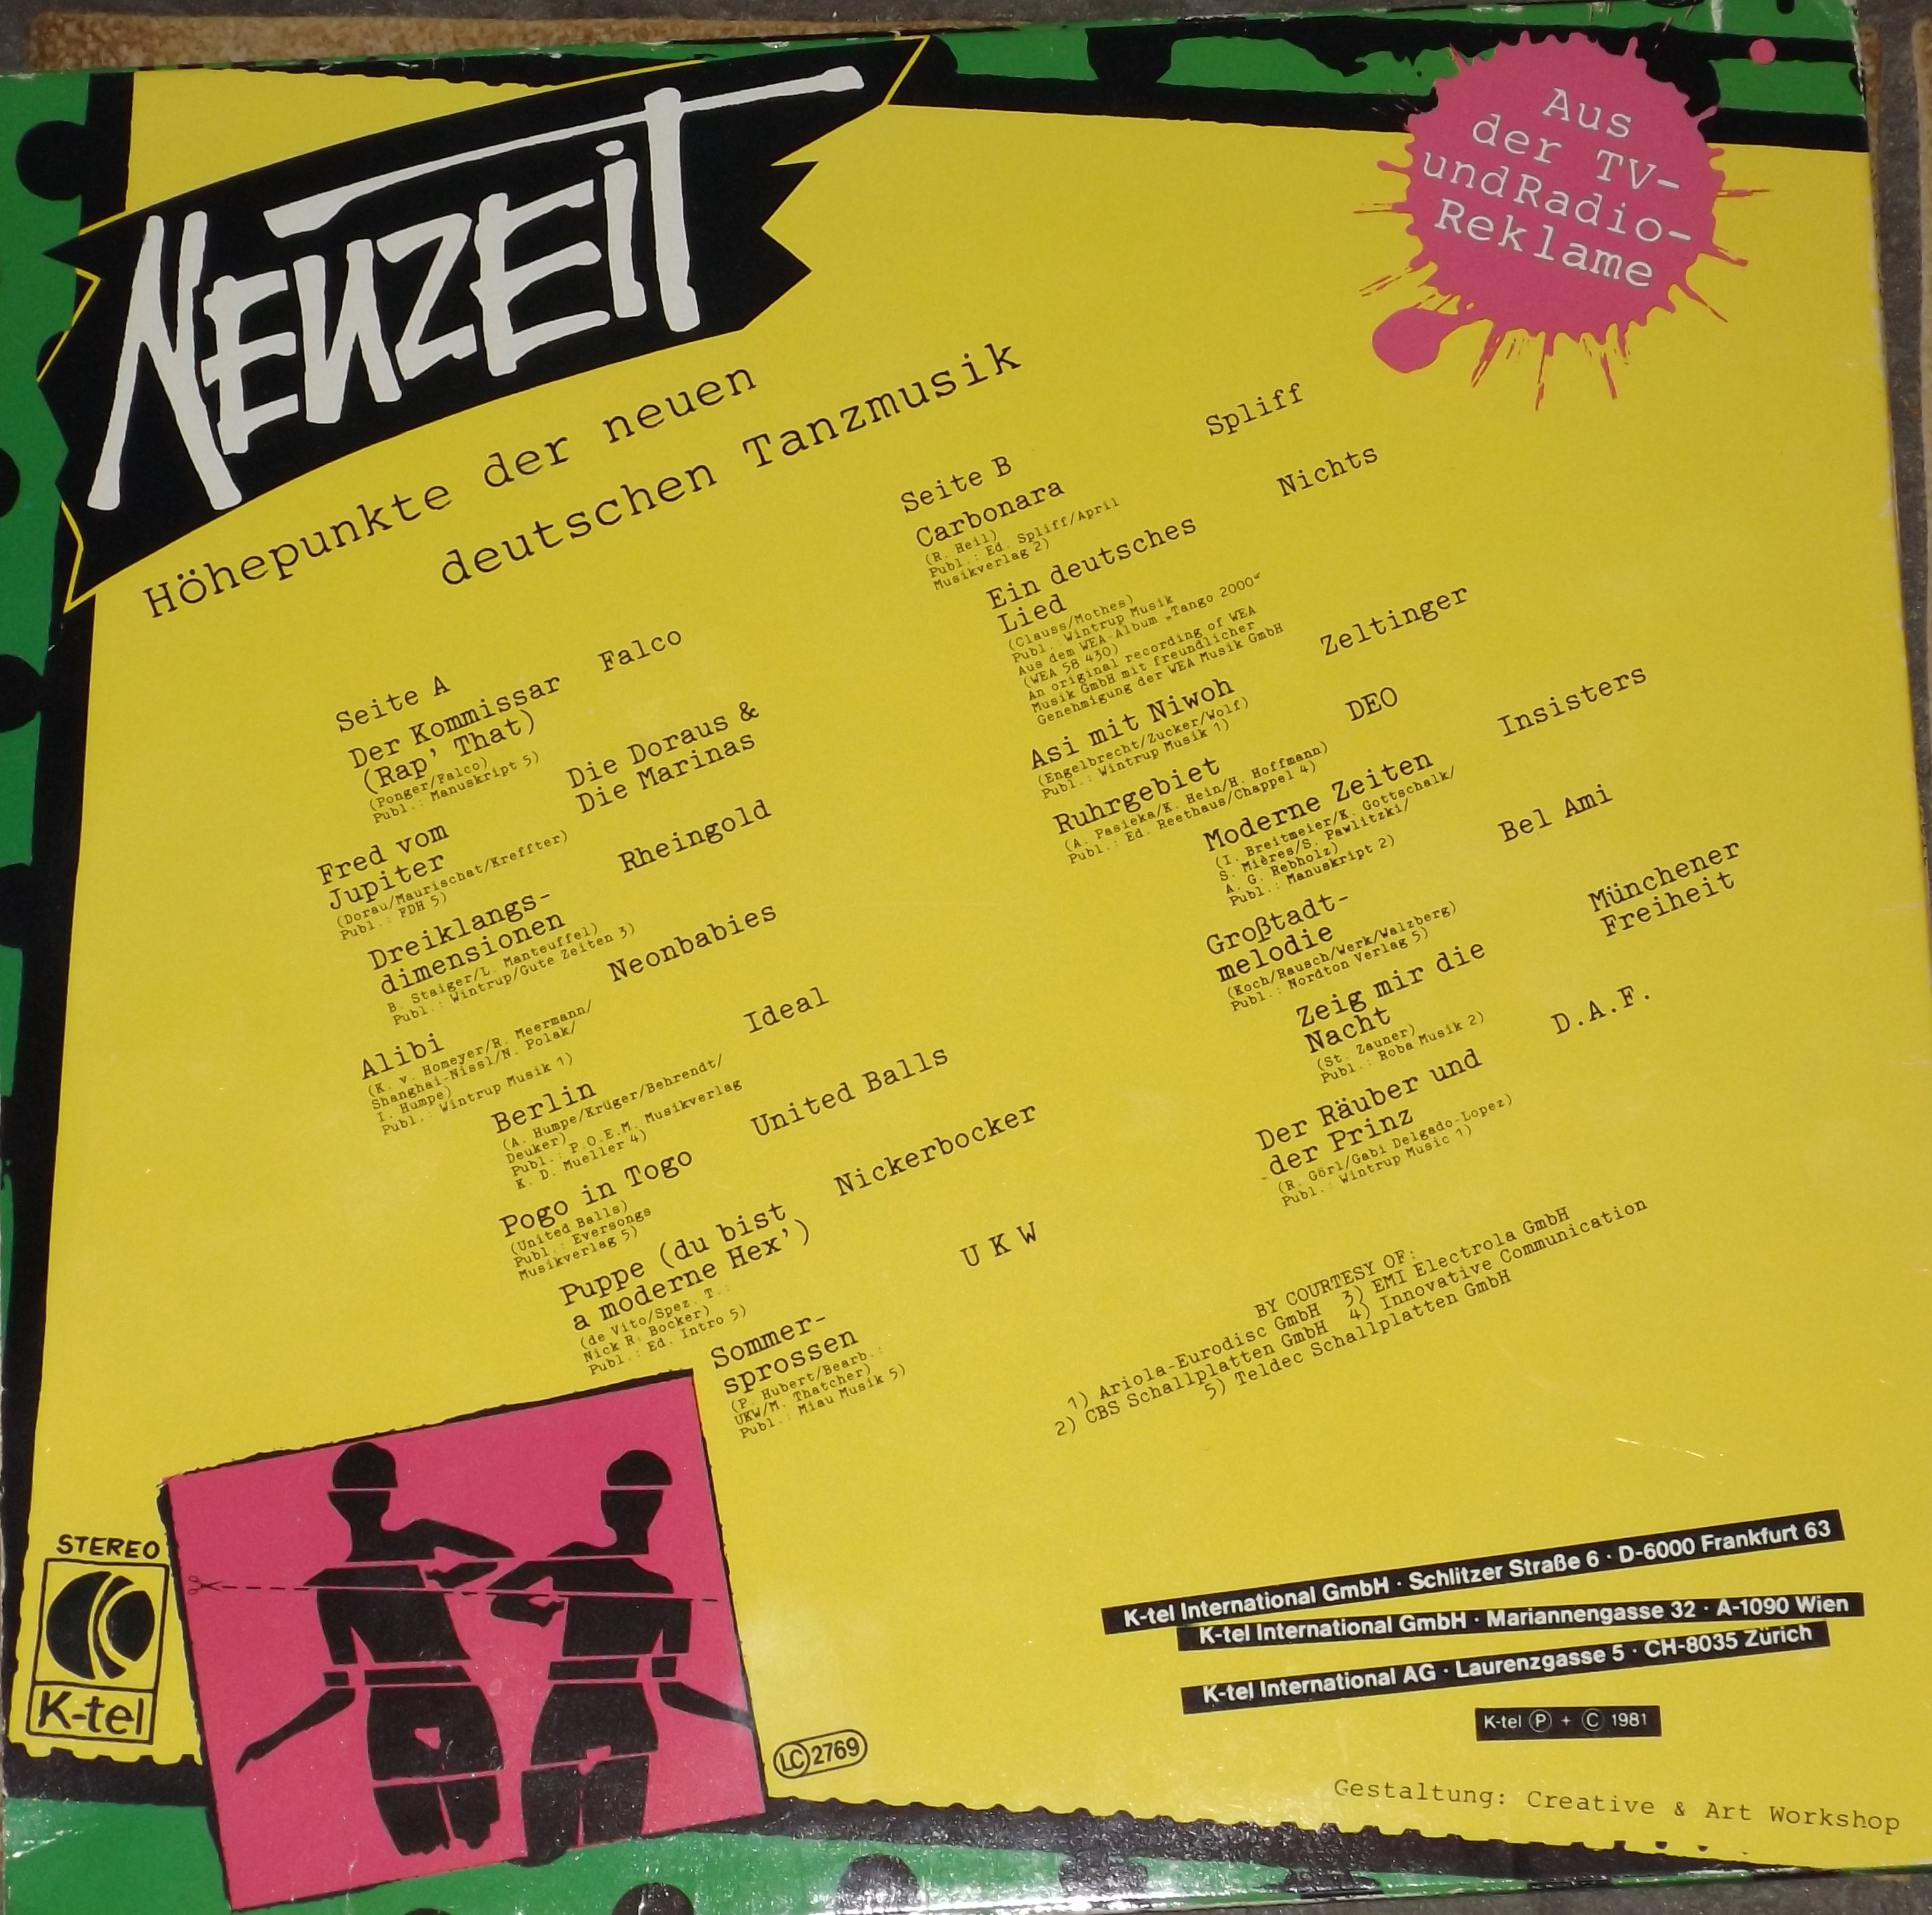 NEUZEIT
Höhepunkte der neuen
deutschen Tanzmusik
Aus
der TV-
und Radio-
Reklame
Seite A
Der Kommissar Falco
(Rap' That)
(Ponger/Falco)
Publ.: Manuskript 5)
Fred vom Die Doraus &
Jupiter Die Marinas
(Dorau/Maurischat/Kreffter)
Publ.: FDH 5)
Dreiklangs- Rheingold
dimensionen
B. Staiger/L. Manteuffel)
Publ.: Wintrup/Gute Zeiten 3)
Alibi Neonbabies
(K. v. Homeyer/R. Meermann/
Shanghai-Nissl/N. Polak/
I. Humpe)
Publ.: Wintrup Musik 1)
Berlin Ideal
(A. Humpe/Krüger/Behrendt/
Deuker)
Publ.: P.O.E.M. Musikverlag
K. D. Mueller 4)
Pogo in Togo United Balls
(United Balls)
Publ.: Eversongs
Musikverlag 5)
Puppe (du bist Nickerbocker
a moderne Hex')
(de Vito/Spez. T.:
Nick R. Bocker)
Publ.: Ed. Intro 5)
Sommer- U K W
sprossen
(P. Hubert/Bearb.:
UKW/M. Thatcher)
Publ.: Miau Musik 5)
Seite B
Carbonara Spliff
(R. Heil)
Publ.: Ed. Spliff/April
Musikverlag 2)
Ein deutsches Nichts
Lied
(Clauss/Mothes)
Publ.: Wintrup Musik
Aus dem WEA-Album „Tango 2000“
(WEA 58 430)
An original recording of WEA
Musik GmbH mit freundlicher
Genehmigung der WEA Musik GmbH
Asi mit Niwoh Zeltinger
(Engelbrecht/Zucker/Wolf)
Publ.: Wintrup Musik 1)
Ruhrgebiet DEO
(A. Pasieka/K. Hein/H. Hoffmann)
Publ.: Ed. Reethaus/Chappel 4)
Moderne Zeiten Insisters
(I. Breitmeier/K. Gottschalk/
S. Mières/S. Pawlitzki/
A. G. Rebholz)
Publ.: Manuskript 2)
Großtadt- Bel Ami
melodie
(Koch/Rausch/Werk/Walzberg)
Publ.: Nordton Verlag 5)
Zeig mir die Münchener
Nacht Freiheit
(St. Zauner)
Publ.: Roba Musik 2)
Der Räuber und D.A.F.
der Prinz
(R. Görl/Gabi Delgado-Lopez)
Publ.: Wintrup Music 1)
BY COURTESY OF:
1) Ariola-Eurodisc GmbH 3) EMI Electrola GmbH
2) CBS Schallplatten GmbH 4) Innovative Communication
5) Teldec Schallplatten GmbH
STEREO
K-tel
LC 2769
K-tel International GmbH · Schlitzer Straße 6 · D-6000 Frankfurt 63
K-tel International GmbH · Mariannengasse 32 · A-1090 Wien
K-tel International AG · Laurenzgasse 5 · CH-8035 Zürich
K-tel Ⓟ + Ⓒ 1981
Gestaltung: Creative & Art Workshop